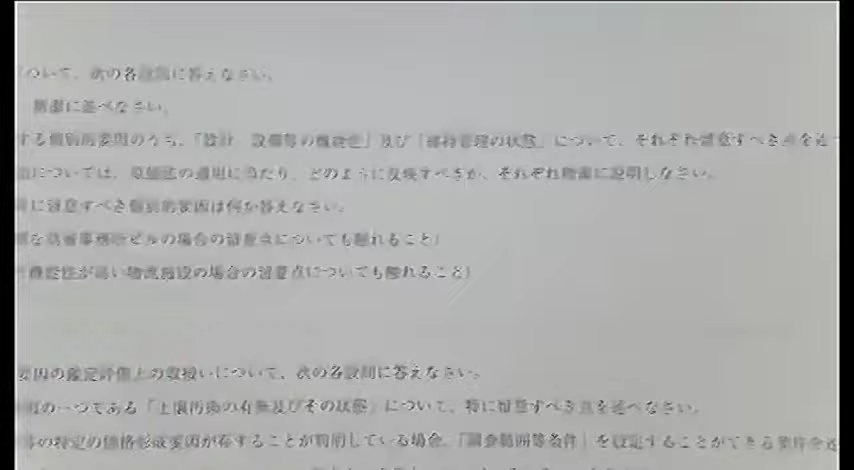 ついて、次の各設問に答えなさい。
簡潔に述べなさい。
する個別的要因のうち、「設計、設備等の機能性」及び「維持管理の状態」について、それぞれ留意すべき点を述
については、原価法の適用に当たり、どのように反映すべきか、それぞれ簡潔に説明しなさい。
に留意すべき個別的要因は何か答えなさい。
な高層事務所ビルの場合の留意点についても触れること）
機能性が高い物流施設の場合の留意点についても触れること）
要因の鑑定評価上の取扱いについて、次の各設問に答えなさい。
の一つである「土壌汚染の有無及びその状態」について、特に留意すべき点を述べなさい。
等の特定の価格形成要因が存することが判明している場合、「調査範囲等条件」を設定することができる要件を述